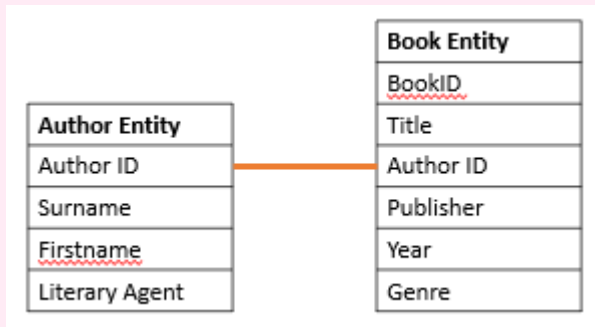 Author Entity
Author ID
Surname
Firstname
Literary Agent
Book Entity
BookID
Title
Author ID
Publisher
Year
Genre